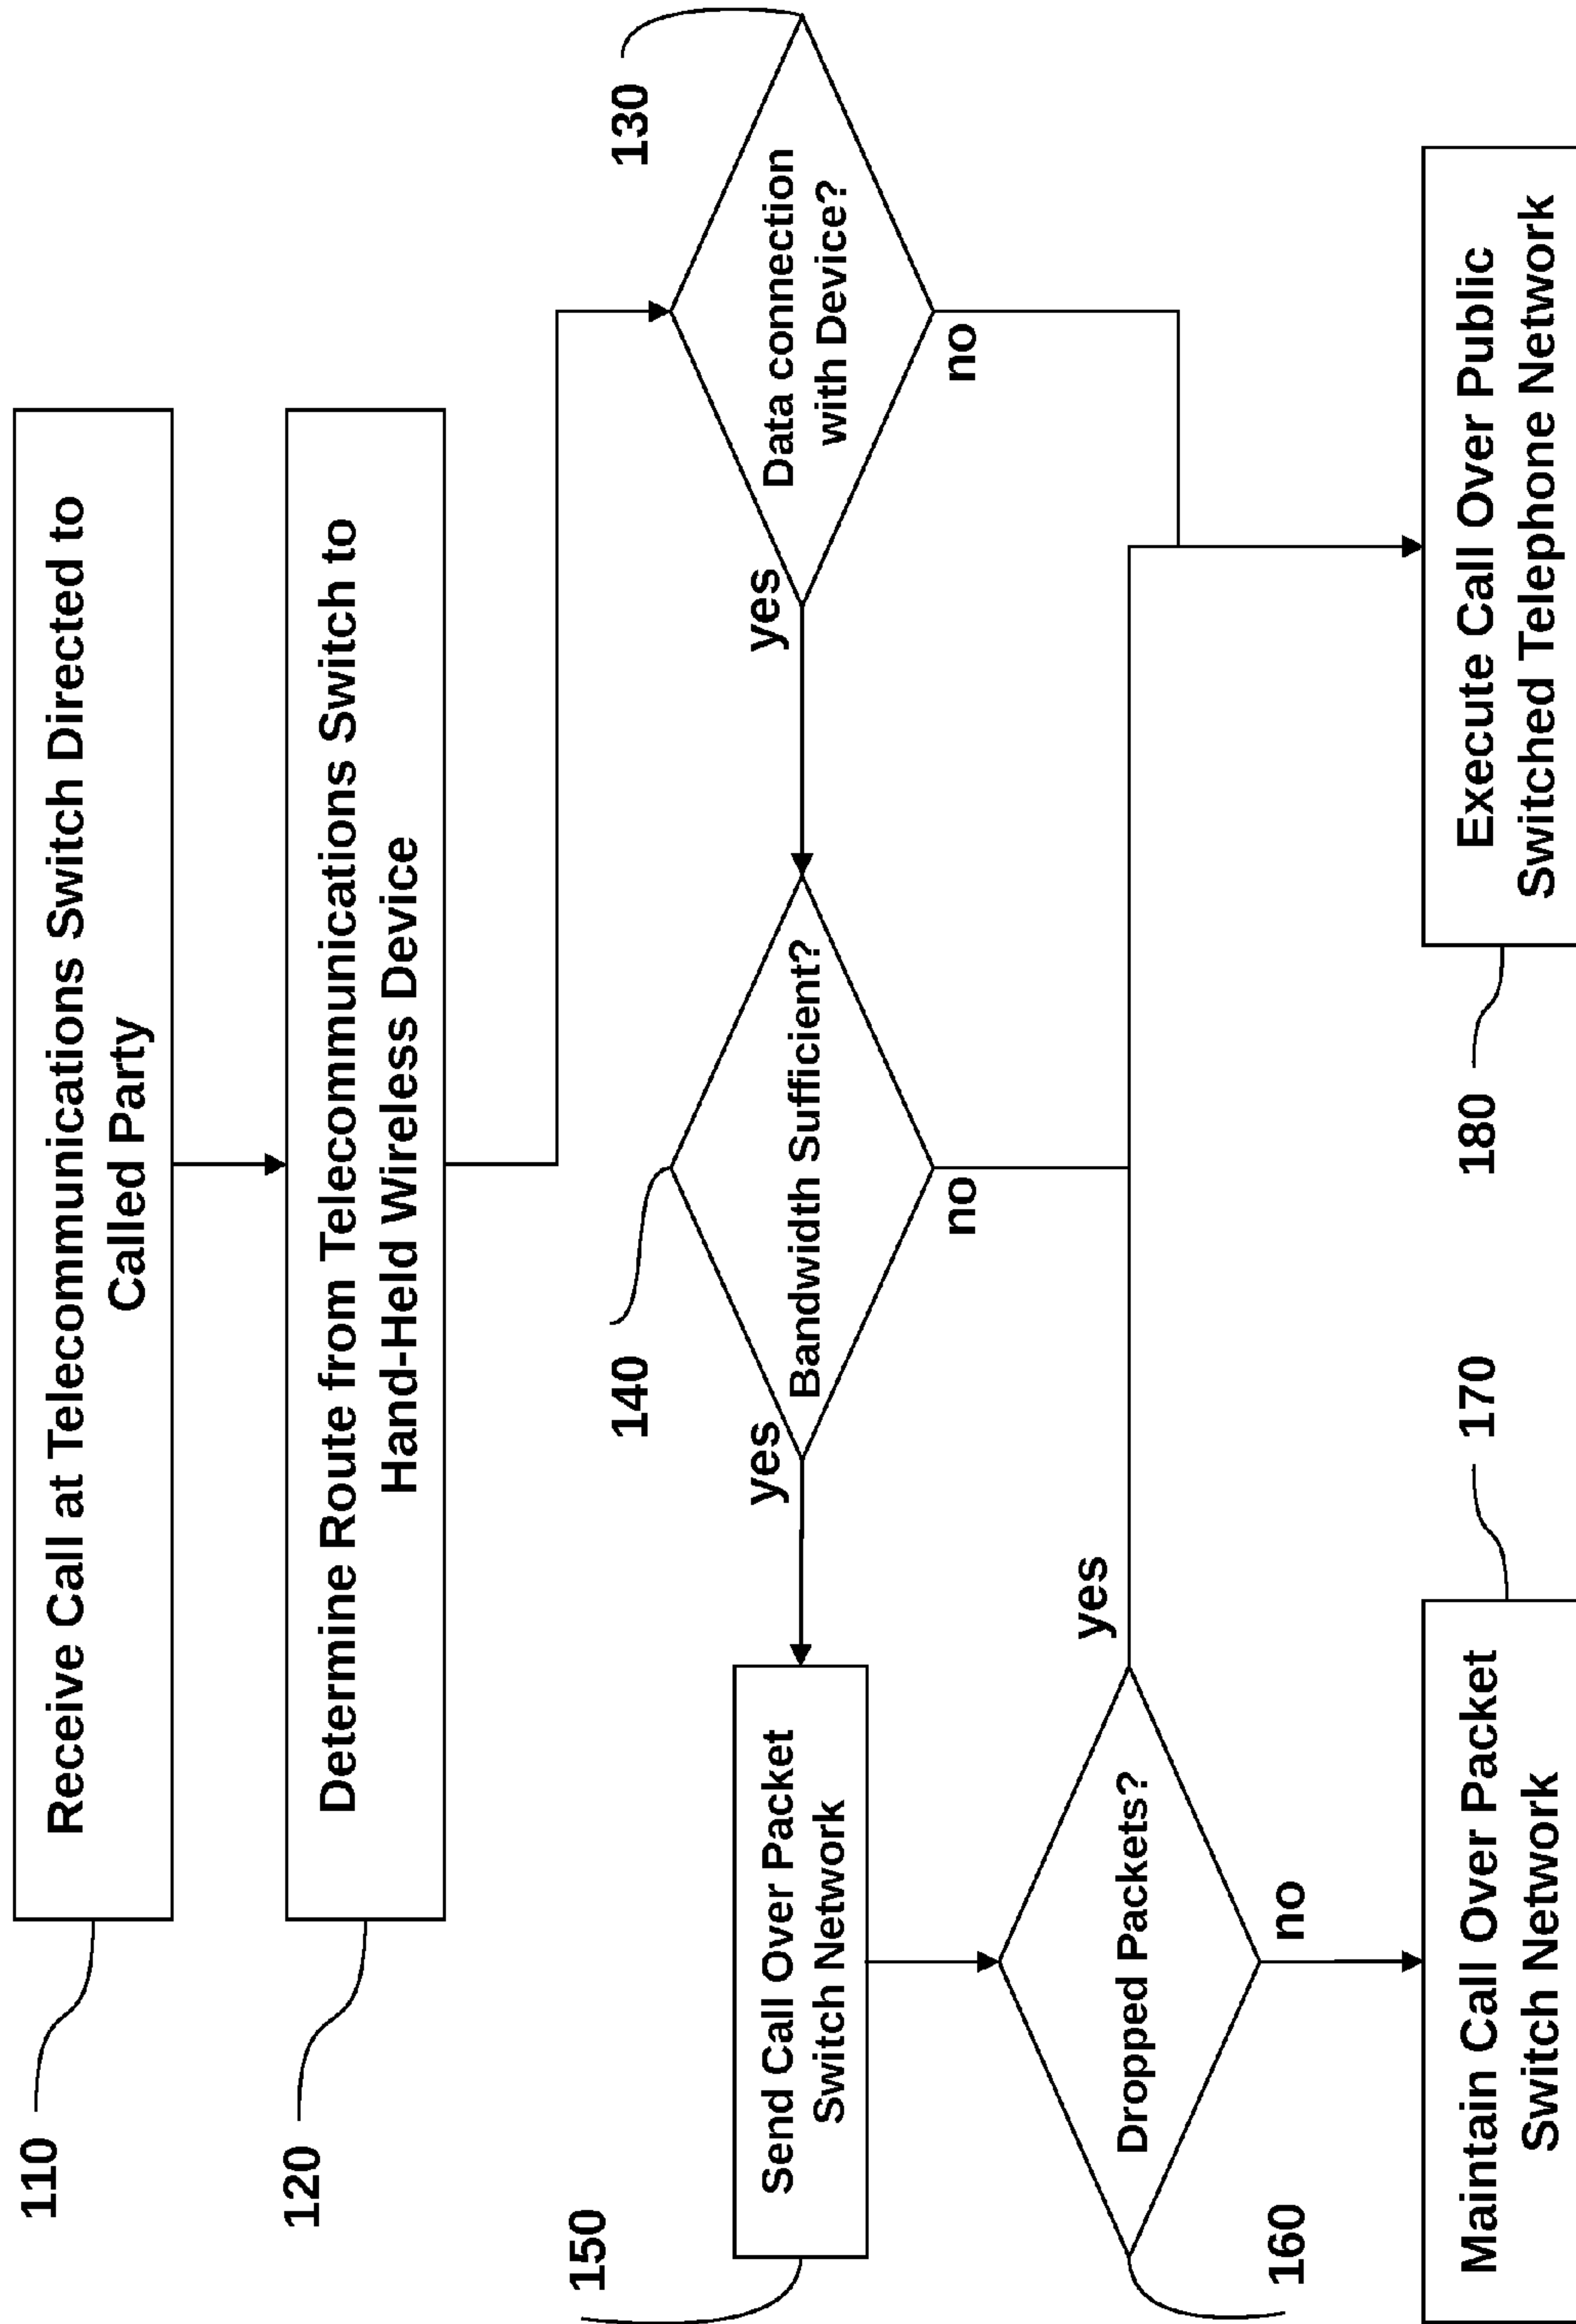 110
Receive Call at Telecommunications Switch Directed to
Called Party
120
Determine Route from Telecommunications Switch to
Hand-Held Wireless Device
130
Data connection
with Device?
yes
no
140
Bandwidth Sufficient?
yes
no
150
Send Call Over Packet
Switch Network
160
Dropped Packets?
yes
no
170
Maintain Call Over Packet
Switch Network
180
Execute Call Over Public
Switched Telephone Network